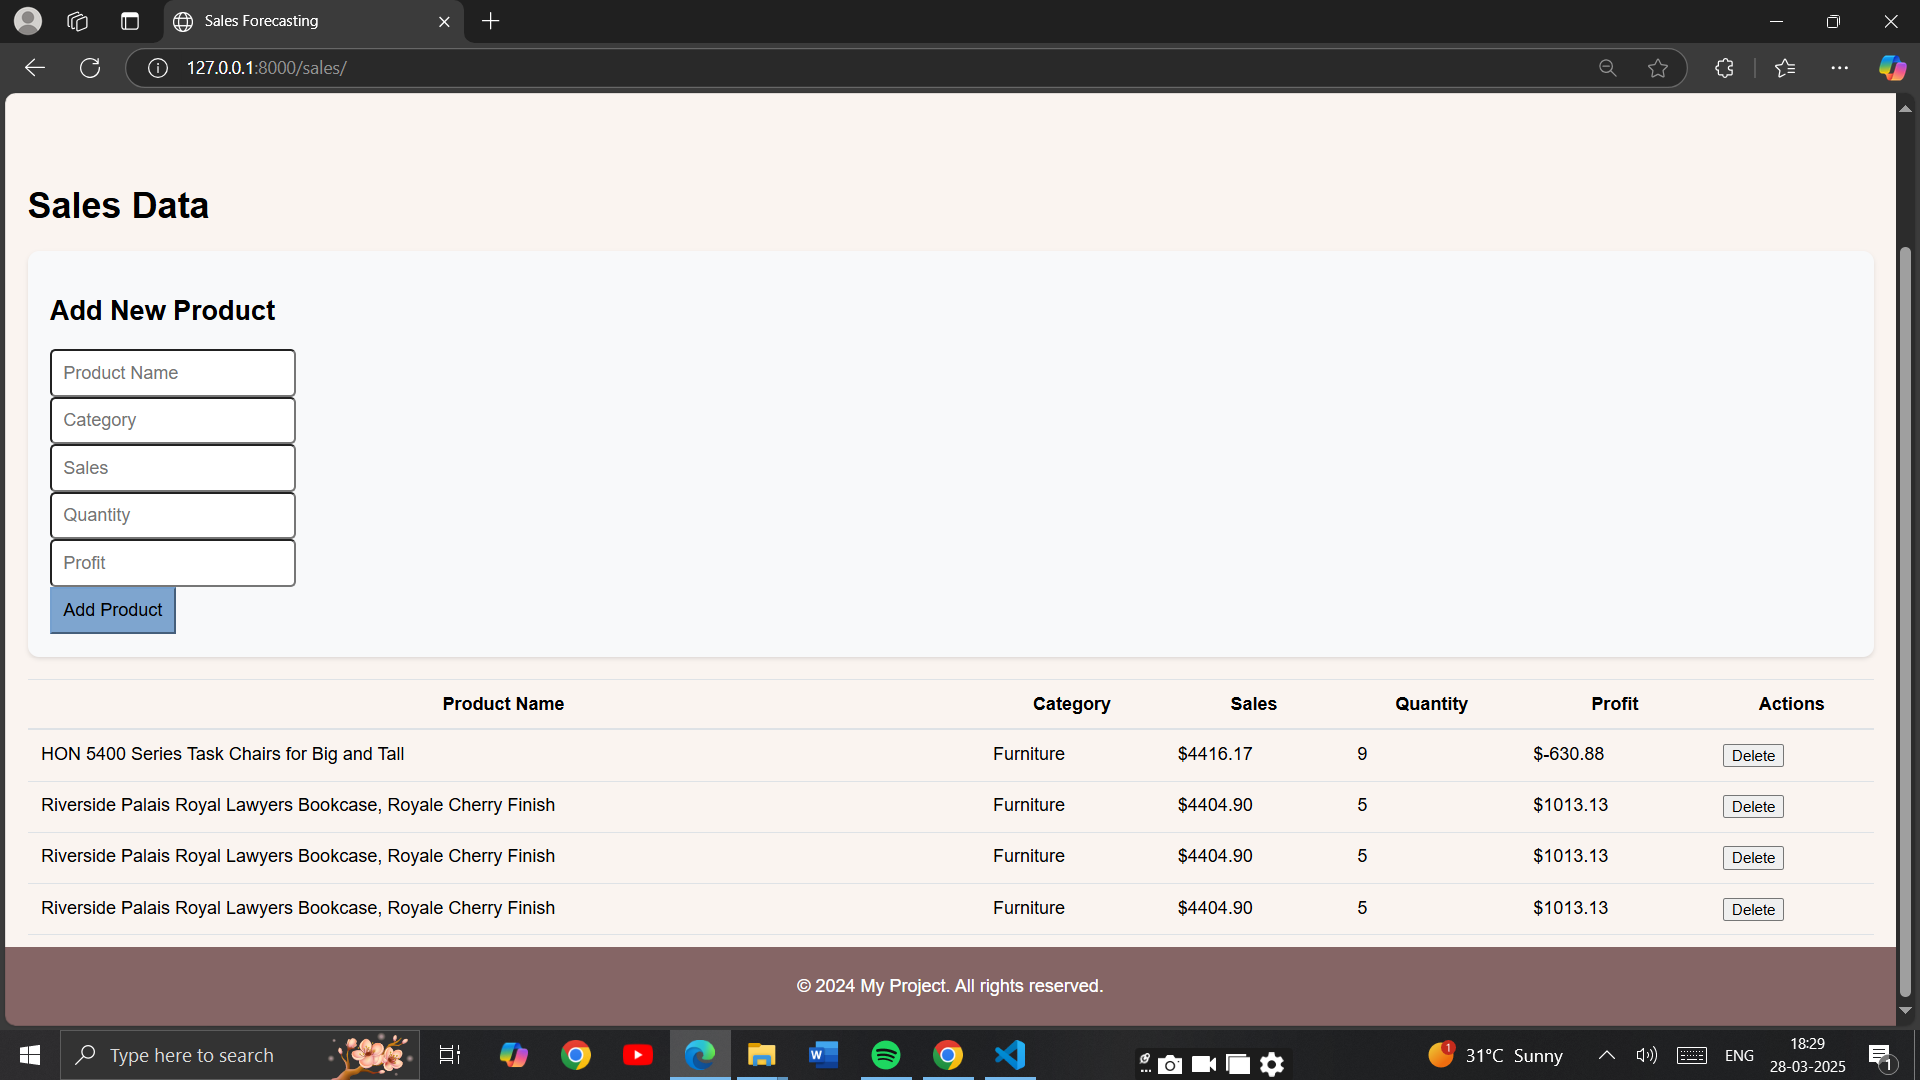 Sales Forecasting
127.0.0.1:8000/sales/
Sales Data
Add New Product
Product Name
Category
Sales
Quantity
Profit
Add Product
Product Name Category Sales Quantity Profit Actions
HON 5400 Series Task Chairs for Big and Tall Furniture $4416.17 9 $-630.88 Delete
Riverside Palais Royal Lawyers Bookcase, Royale Cherry Finish Furniture $4404.90 5 $1013.13 Delete
Riverside Palais Royal Lawyers Bookcase, Royale Cherry Finish Furniture $4404.90 5 $1013.13 Delete
Riverside Palais Royal Lawyers Bookcase, Royale Cherry Finish Furniture $4404.90 5 $1013.13 Delete
© 2024 My Project. All rights reserved.
Type here to search
W
1
31°C Sunny
ENG
18:29
28-03-2025
1